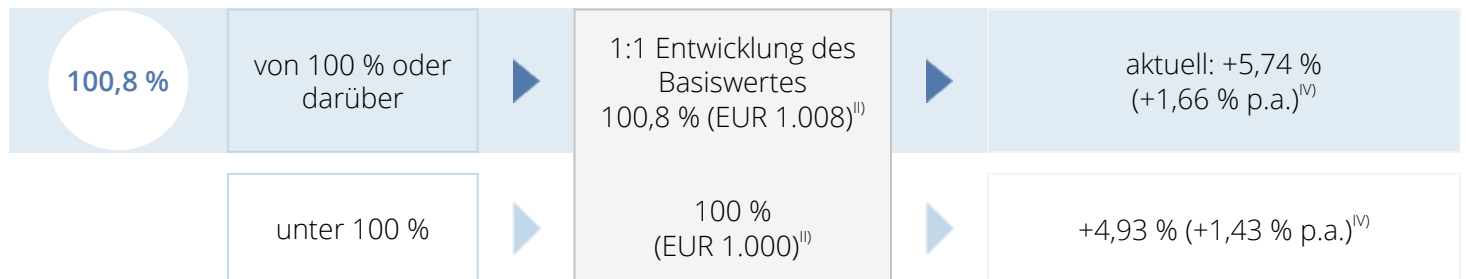 100,8 %
von 100 % oder
darüber
1:1 Entwicklung des
Basiswertes
100,8 % (EUR 1.008)II)
aktuell: +5,74 %
(+1,66 % p.a.)IV)
unter 100 %
100 %
(EUR 1.000)II)
+4,93 % (+1,43 % p.a.)IV)